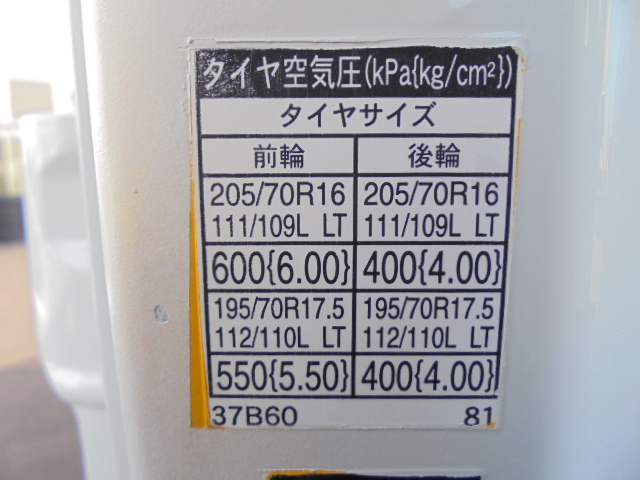 タイヤ空気圧(kPa{kg/cm²})
タイヤサイズ
前輪 後輪
205/70R16 205/70R16
111/109L LT 111/109L LT
600{6.00} 400{4.00}
195/70R17.5 195/70R17.5
112/110L LT 112/110L LT
550{5.50} 400{4.00}
37B60 81